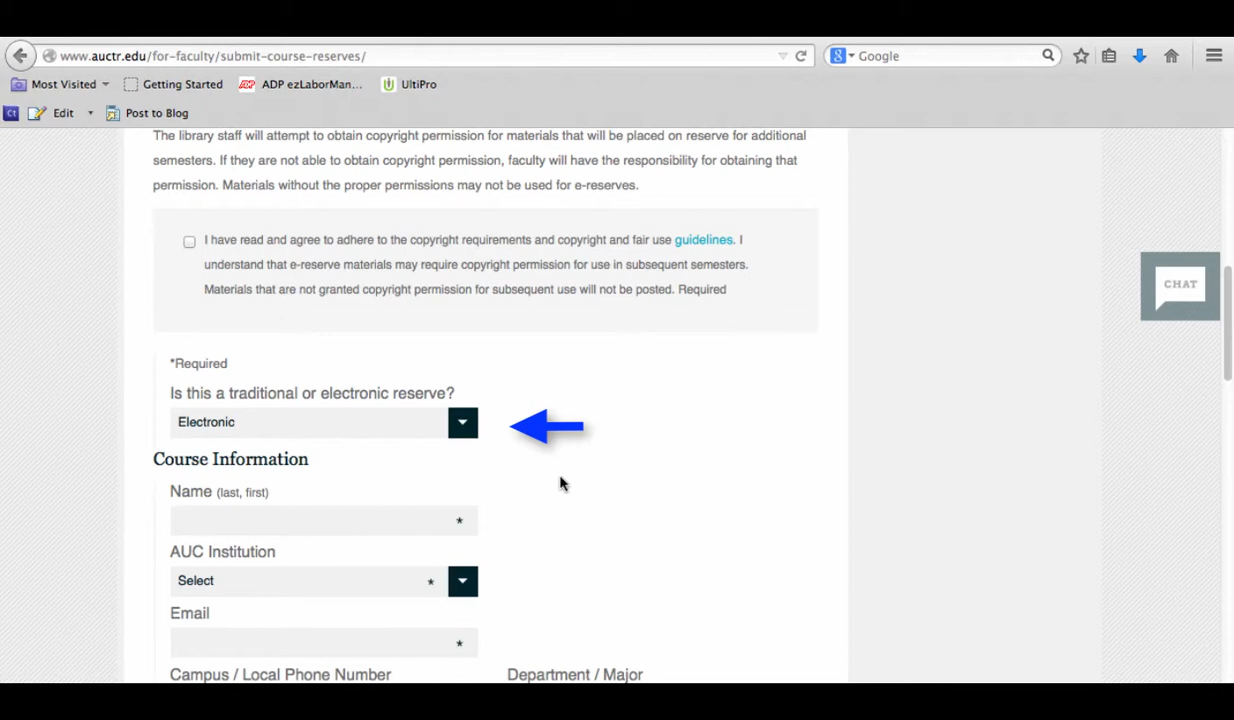 www.auctr.edu/for-faculty/submit-course-reserves/
Google
Most Visited
Getting Started
ADP ezLaborMan...
UltiPro
Edit
Post to Blog
The library staff will attempt to obtain copyright permission for materials that will be placed on reserve for additional
semesters. If they are not able to obtain copyright permission, faculty will have the responsibility for obtaining that
permission. Materials without the proper permissions may not be used for e-reserves.
I have read and agree to adhere to the copyright requirements and copyright and fair use guidelines. I
understand that e-reserve materials may require copyright permission for use in subsequent semesters.
Materials that are not granted copyright permission for subsequent use will not be posted. Required
CHAT
*Required
Is this a traditional or electronic reserve?
Electronic
Course Information
Name (last, first)
*
AUC Institution
Select *
Email
*
Campus / Local Phone Number
Department / Major